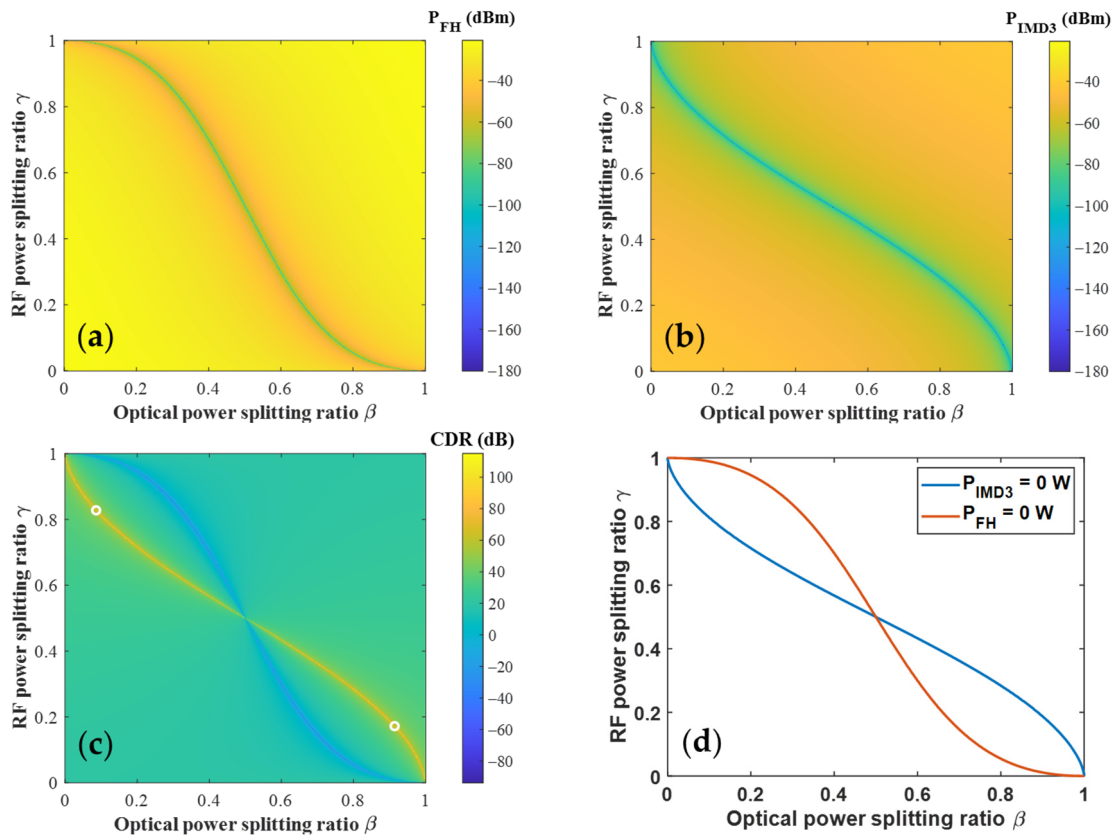 P_FH (dBm)
1
0.8
0.6
0.4
0.2
0
0 0.2 0.4 0.6 0.8 1
RF power splitting ratio γ
Optical power splitting ratio β
(a)
−40
−60
−80
−100
−120
−140
−160
−180
P_IMD3 (dBm)
1
0.8
0.6
0.4
0.2
0
0 0.2 0.4 0.6 0.8 1
RF power splitting ratio γ
Optical power splitting ratio β
(b)
−40
−60
−80
−100
−120
−140
−160
−180
CDR (dB)
1
0.8
0.6
0.4
0.2
0
0 0.2 0.4 0.6 0.8 1
RF power splitting ratio γ
Optical power splitting ratio β
(c)
100
80
60
40
20
0
−20
−40
−60
−80
P_IMD3 = 0 W
P_FH = 0 W
1
0.8
0.6
0.4
0.2
0
0 0.2 0.4 0.6 0.8 1
RF power splitting ratio γ
Optical power splitting ratio β
(d)